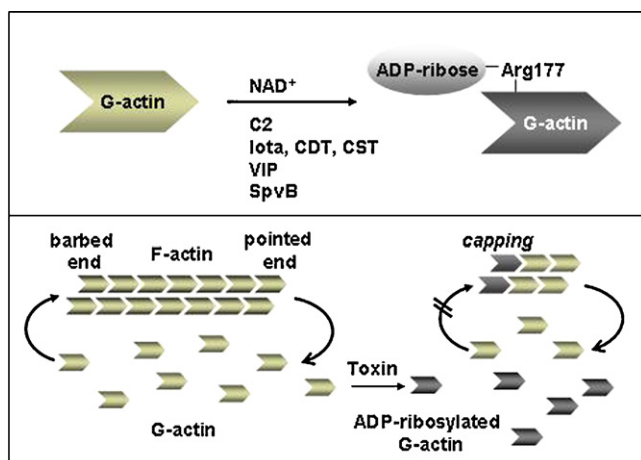 G-actin
NAD⁺
C2
Iota, CDT, CST
VIP
SpvB
ADP-ribose
Arg177
G-actin
barbed
end
F-actin
pointed
end
G-actin
Toxin
capping
ADP-ribosylated
G-actin